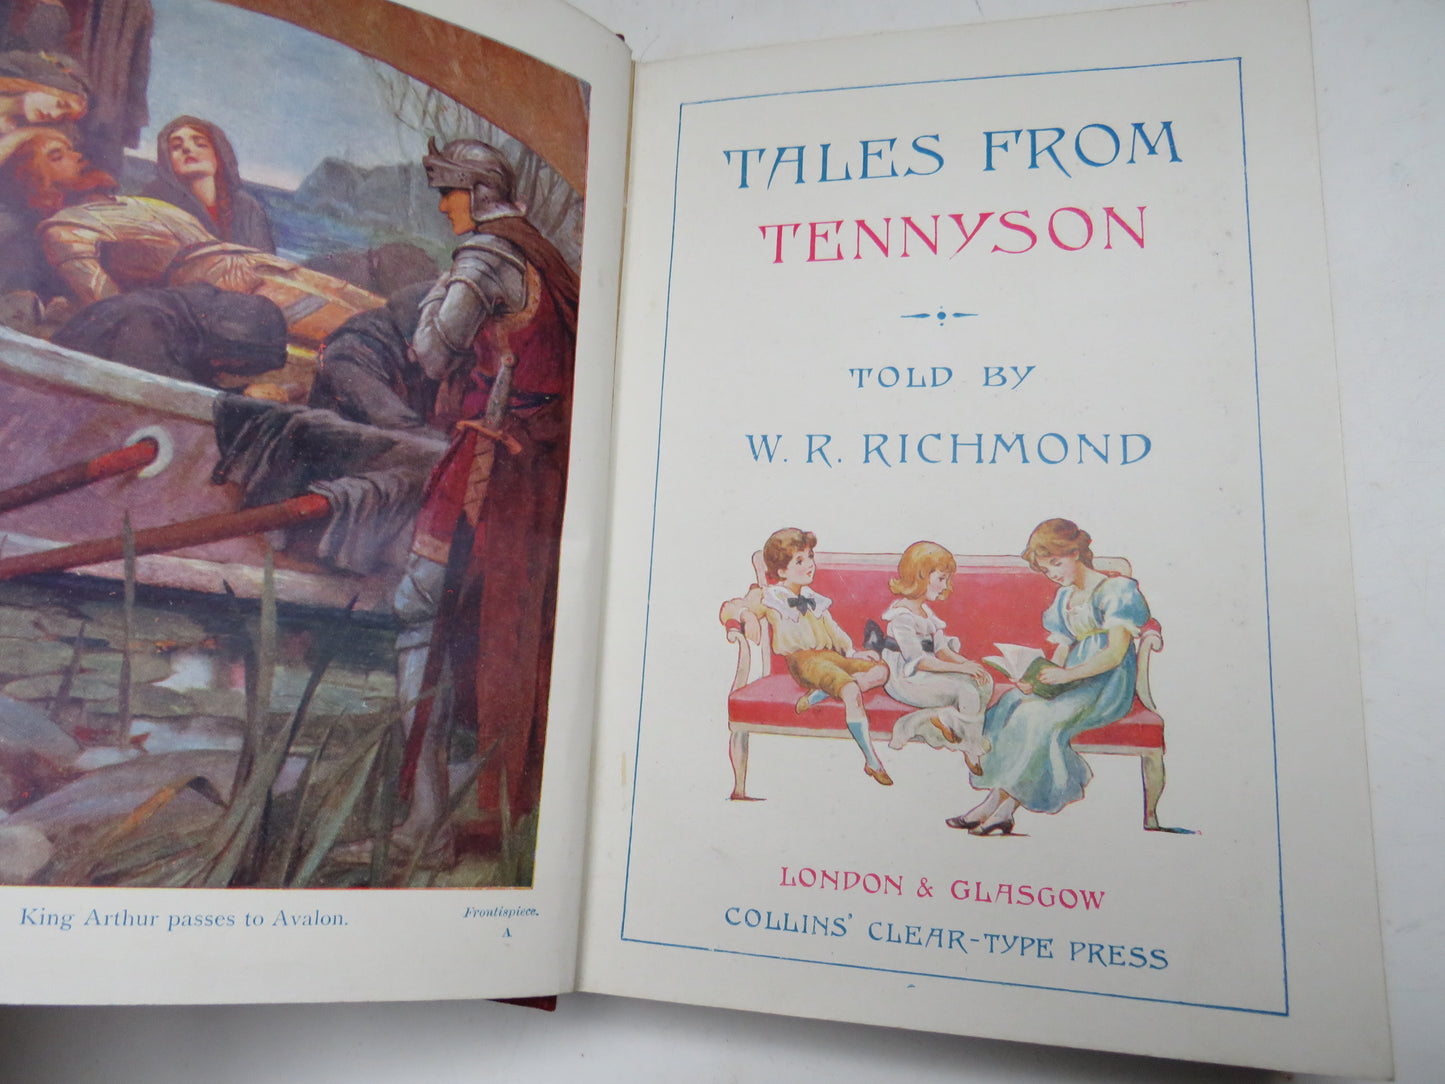 King Arthur passes to Avalon.
Frontispiece.
A
TALES FROM
TENNYSON
TOLD BY
W. R. RICHMOND
LONDON & GLASGOW
COLLINS' CLEAR-TYPE PRESS